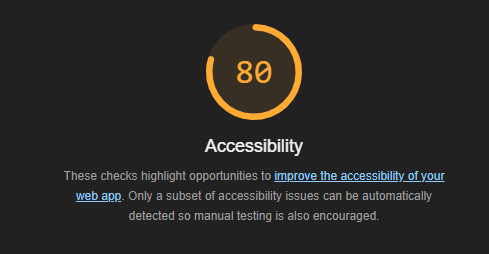 80
Accessibility
These checks highlight opportunities to improve the accessibility of your
web app. Only a subset of accessibility issues can be automatically
detected so manual testing is also encouraged.